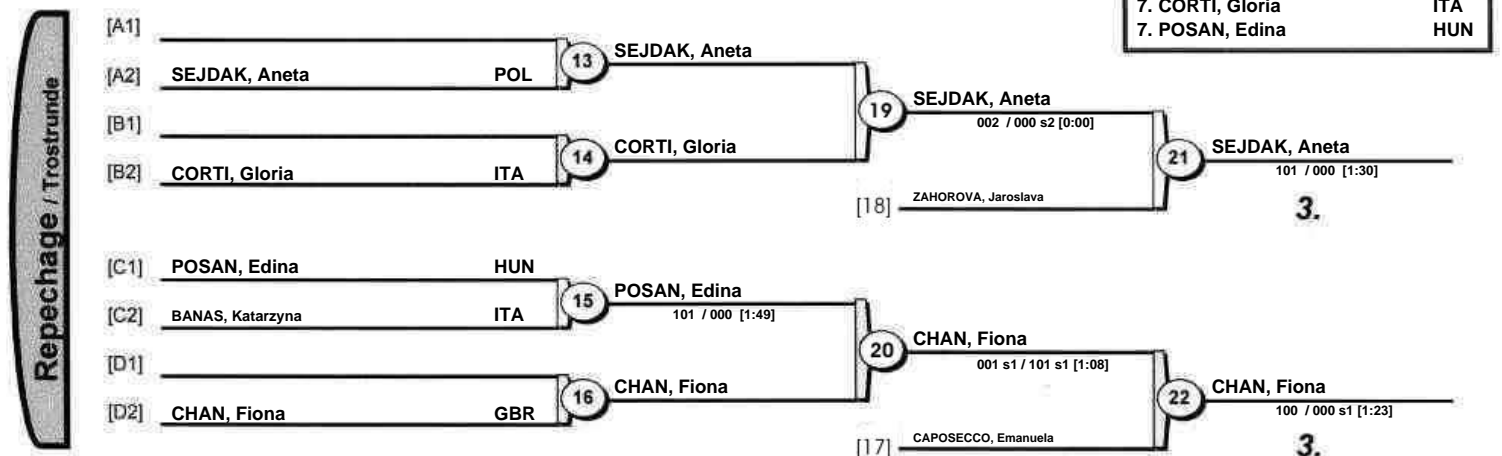 7. CORTI, Gloria ITA
7. POSAN, Edina HUN
Repechage / Trostrunde
[A1]
[A2] SEJDAK, Aneta POL
13 SEJDAK, Aneta
[B1]
[B2] CORTI, Gloria ITA
14 CORTI, Gloria
19 SEJDAK, Aneta
002 / 000 s2 [0:00]
[18] ZAHOROVA, Jaroslava
21 SEJDAK, Aneta
101 / 000 [1:30]
3.
[C1] POSAN, Edina HUN
[C2] BANAS, Katarzyna ITA
15 POSAN, Edina
101 / 000 [1:49]
[D1]
[D2] CHAN, Fiona GBR
16 CHAN, Fiona
20 CHAN, Fiona
001 s1 / 101 s1 [1:08]
[17] CAPOSECCO, Emanuela
22 CHAN, Fiona
100 / 000 s1 [1:23]
3.